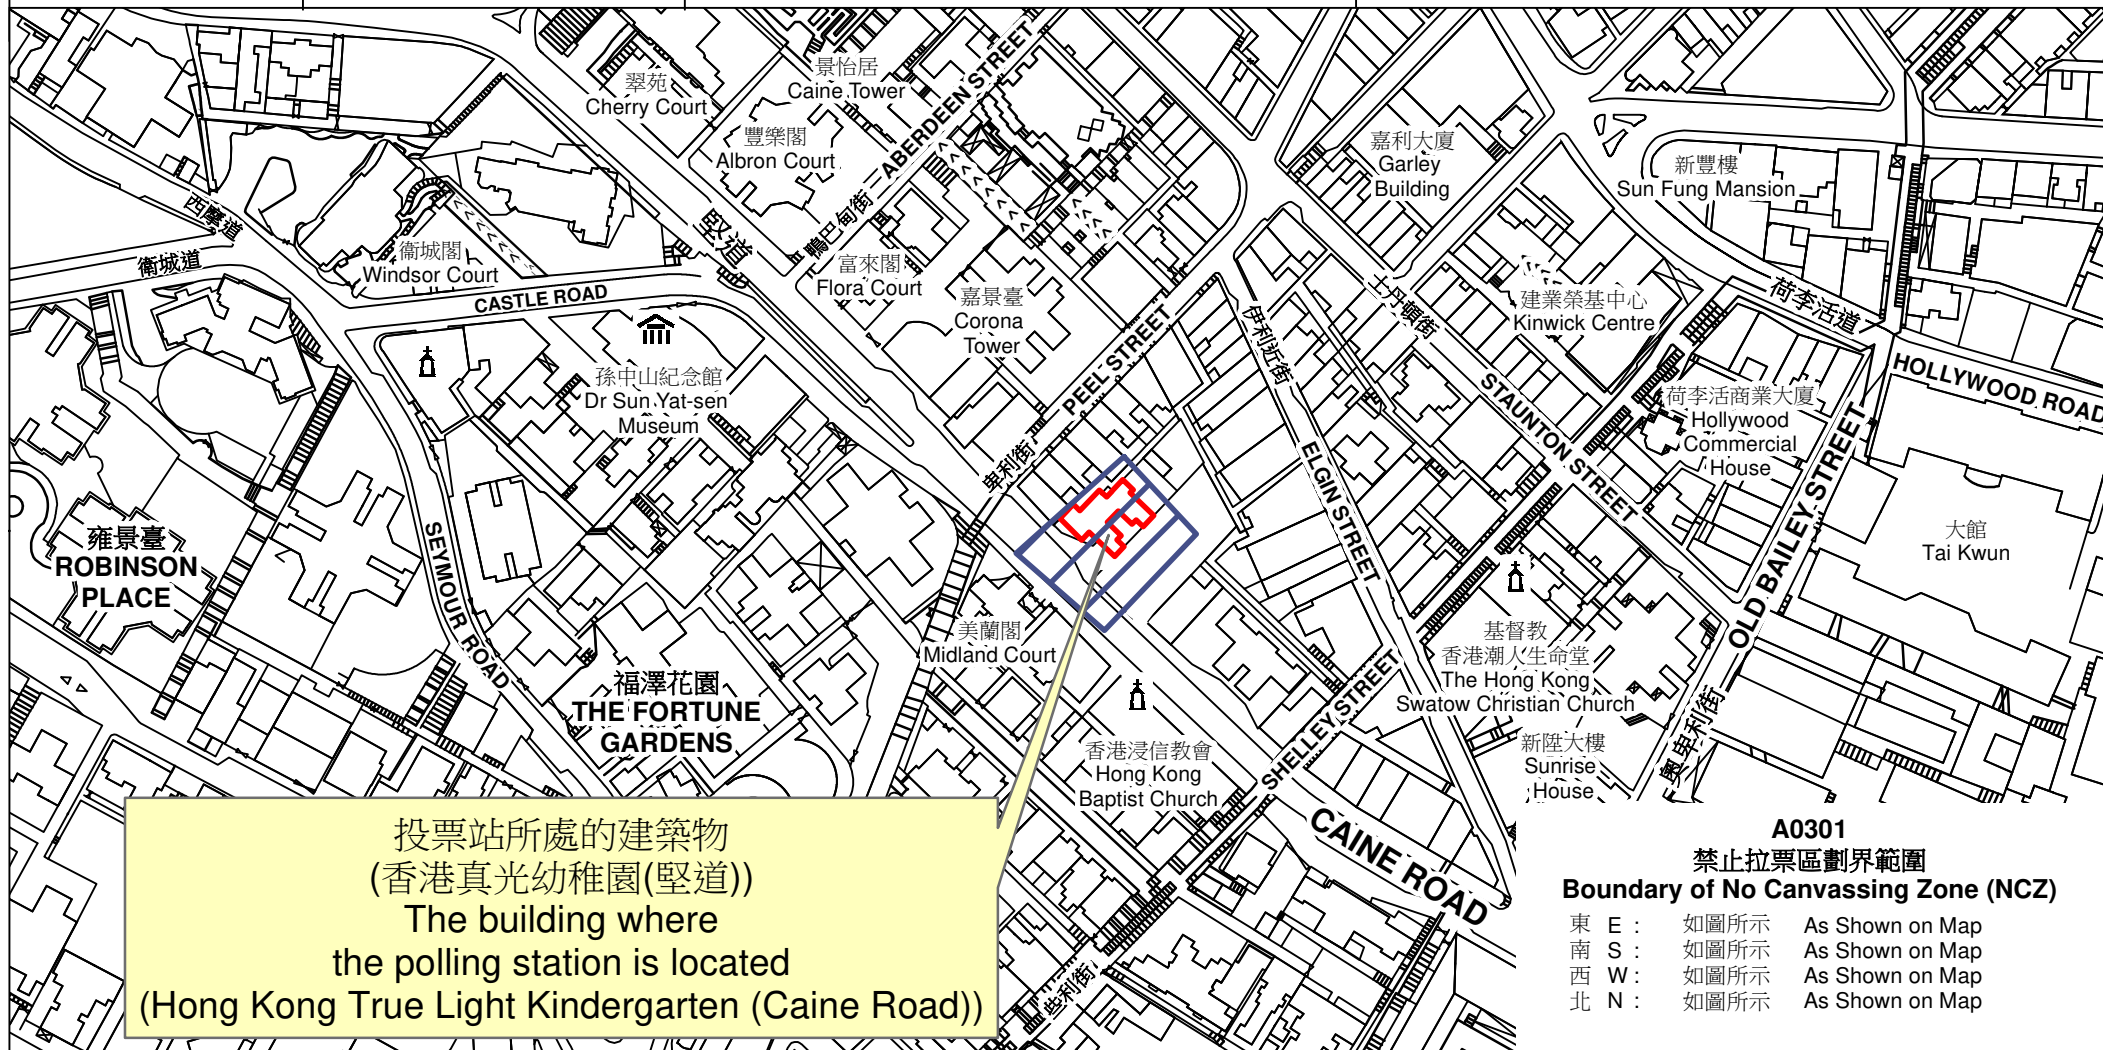 翠苑
Cherry Court
景怡居
Caine Tower
豐樂閣
Albron Court
鴨巴甸街
ABERDEEN STREET
嘉利大廈
Garley
Building
新豐樓
Sun Fung Mansion
西摩道
衞城道
衞城閣
Windsor Court
CASTLE ROAD
堅道
富來閣
Flora Court
嘉景臺
Corona
Tower
士丹頓街
伊利近街
建業榮基中心
Kinwick Centre
荷李活道
HOLLYWOOD ROAD
孫中山紀念館
Dr Sun Yat-sen
Museum
卑利街
PEEL STREET
ELGIN STREET
STAUNTON STREET
荷李活商業大廈
Hollywood
Commercial
House
OLD BAILEY STREET
奧卑利街
大館
Tai Kwun
雍景臺
ROBINSON
PLACE
SEYMOUR ROAD
福澤花園
THE FORTUNE
GARDENS
美蘭閣
Midland Court
基督教
香港潮人生命堂
The Hong Kong
Swatow Christian Church
新陞大樓
Sunrise
House
香港浸信教會
Hong Kong
Baptist Church
SHELLEY STREET
些利街
CAINE ROAD
投票站所處的建築物
(香港真光幼稚園(堅道))
The building where
the polling station is located
(Hong Kong True Light Kindergarten (Caine Road))
A0301
禁止拉票區劃界範圍
Boundary of No Canvassing Zone (NCZ)
東 E : 如圖所示 As Shown on Map
南 S : 如圖所示 As Shown on Map
西 W : 如圖所示 As Shown on Map
北 N : 如圖所示 As Shown on Map